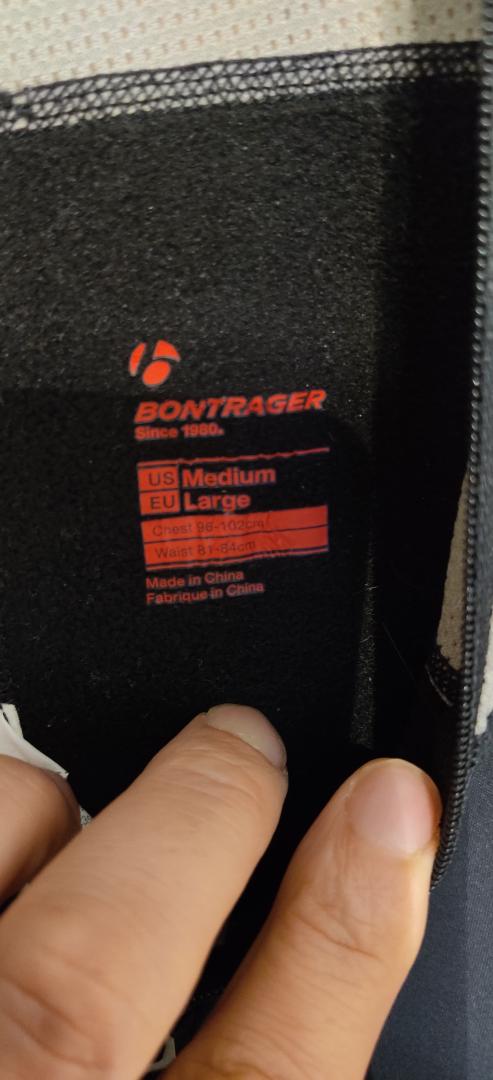 BONTRAGER
Since 1980.
US Medium
EU Large
Chest 96-102cm
Waist 81-84cm
Made in China
Fabrique in China